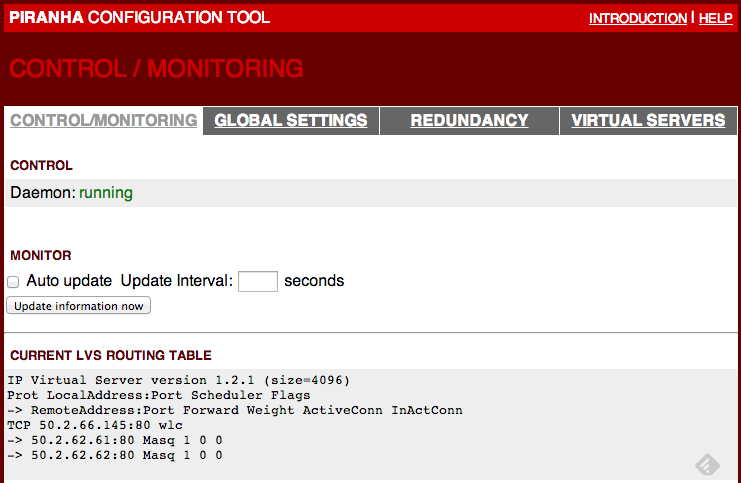 PIRANHA CONFIGURATION TOOL INTRODUCTION | HELP
CONTROL / MONITORING
CONTROL/MONITORING GLOBAL SETTINGS REDUNDANCY VIRTUAL SERVERS
CONTROL
Daemon: running
MONITOR
Auto update Update Interval: seconds
Update information now
CURRENT LVS ROUTING TABLE
IP Virtual Server version 1.2.1 (size=4096)
Prot LocalAddress:Port Scheduler Flags
-> RemoteAddress:Port Forward Weight ActiveConn InActConn
TCP 50.2.66.145:80 wlc
-> 50.2.62.61:80 Masq 1 0 0
-> 50.2.62.62:80 Masq 1 0 0